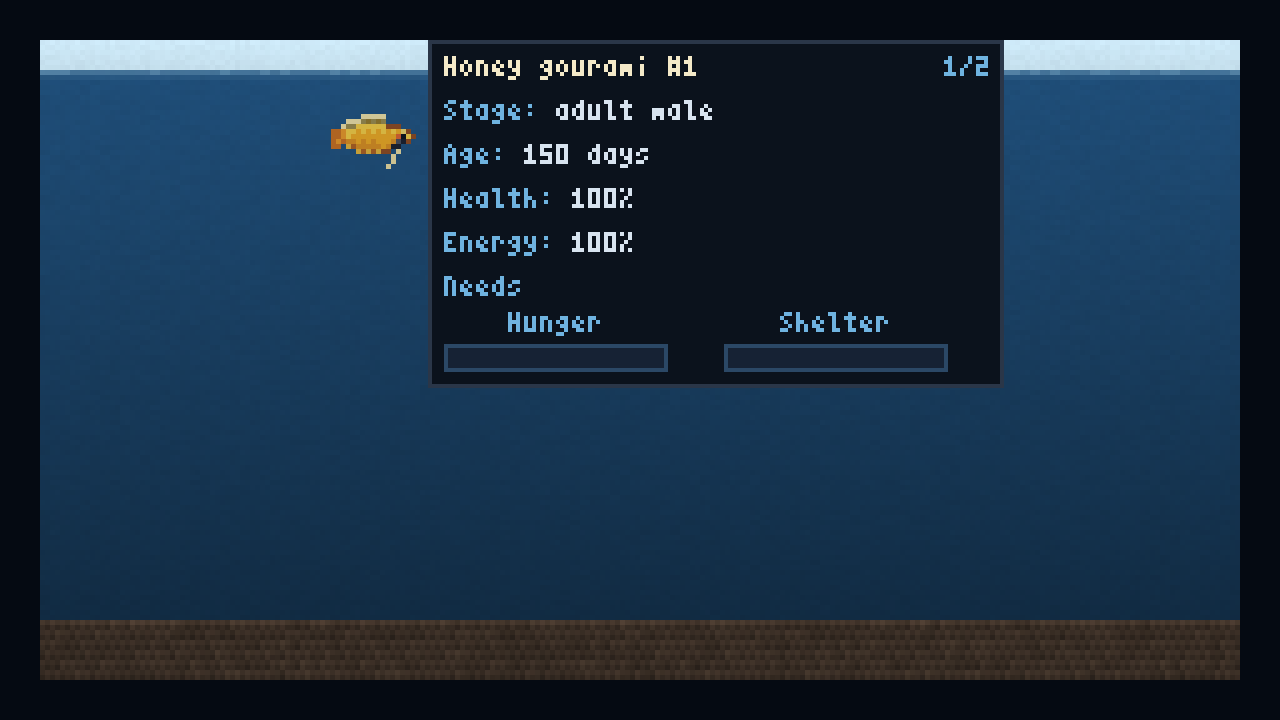 Honey gourami #1 1/2
Stage: adult male
Age: 150 days
Health: 100%
Energy: 100%
Needs
Hunger Shelter